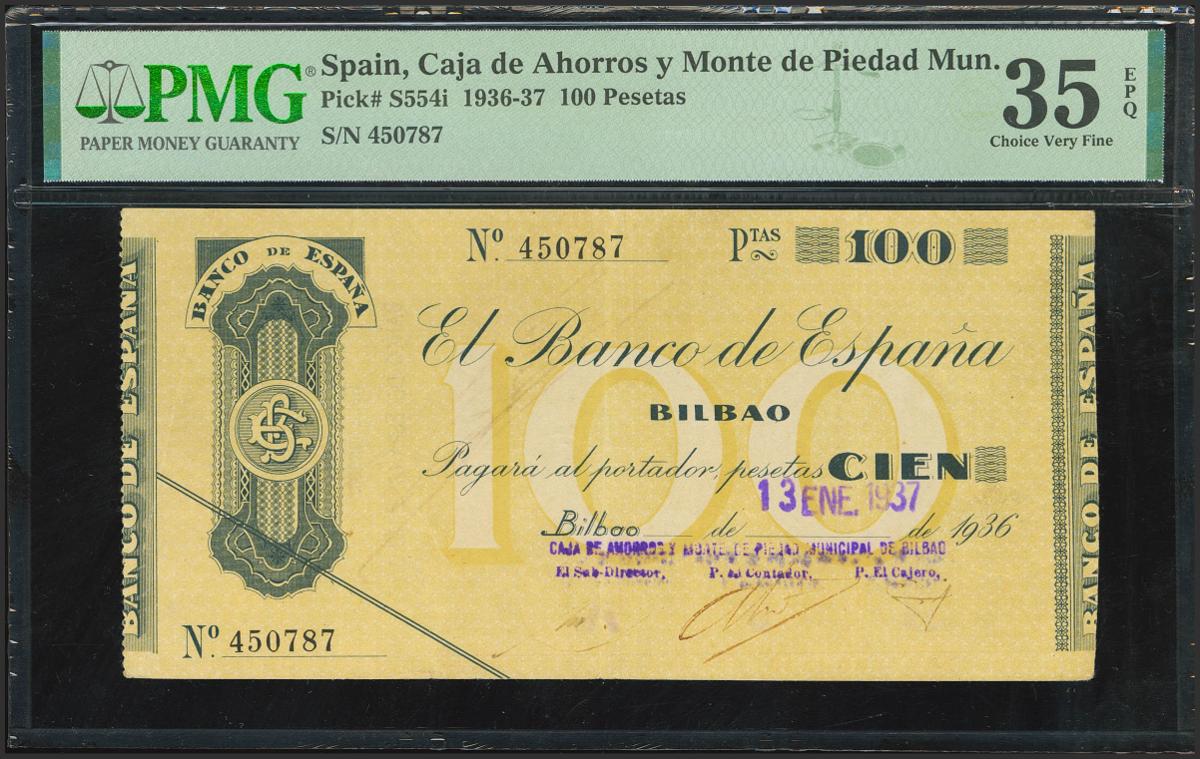 PMG®
PAPER MONEY GUARANTY
Spain, Caja de Ahorros y Monte de Piedad Mun.
Pick# S554i 1936-37 100 Pesetas
S/N 450787
35
EPQ
Choice Very Fine
BANCO DE ESPAÑA
BANCO DE ESPAÑA
Nº. 450787
PTAS 100
El Banco de España
100
BILBAO
Pagará al portador, pesetas CIEN
13 ENE. 1937
Bilbao de de 1936
CAJA DE AHORROS Y MONTE DE PIEDAD MUNICIPAL DE BILBAO
El Sub-Director, P. El Contador, P. El Cajero,
Nº. 450787
BANCO DE ESPAÑA